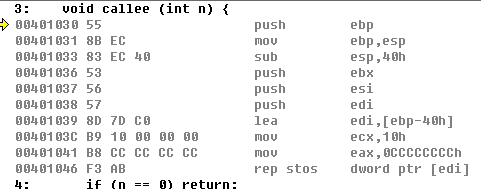 3: void callee (int n) {
00401030 55 push ebp
00401031 8B EC mov ebp,esp
00401033 83 EC 40 sub esp,40h
00401036 53 push ebx
00401037 56 push esi
00401038 57 push edi
00401039 8D 7D C0 lea edi,[ebp-40h]
0040103C B9 10 00 00 00 mov ecx,10h
00401041 B8 CC CC CC CC mov eax,0CCCCCCCCh
00401046 F3 AB rep stos dword ptr [edi]
4: if (n == 0) return;